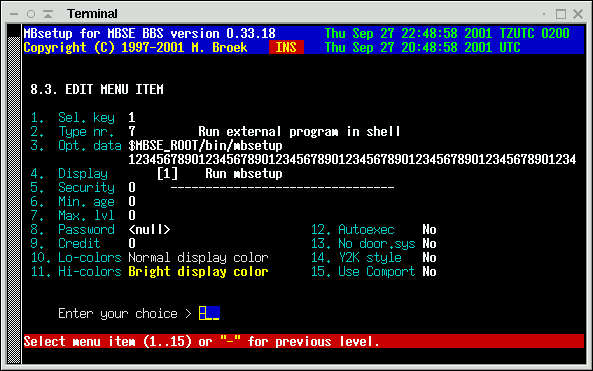 Terminal
MBsetup for MBSE BBS version 0.33.18 Thu Sep 27 22:48:58 2001 TZUTC 0200
Copyright (C) 1997-2001 M. Broek INS Thu Sep 27 20:48:58 2001 UTC
8.3. EDIT MENU ITEM
1. Sel. key 1
2. Type nr. 7 Run external program in shell
3. Opt. data $MBSE_ROOT/bin/mbsetup
1234567890123456789012345678901234567890123456789012345678901234
4. Display [1] Run mbsetup
5. Security 0 --------------------------------
6. Min. age 0
7. Max. lvl 0
8. Password <null> 12. Autoexec No
9. Credit 0 13. No door.sys No
10. Lo-colors Normal display color 14. Y2K style No
11. Hi-colors Bright display color 15. Use Comport No
Enter your choice > -__
Select menu item (1..15) or "-" for previous level.